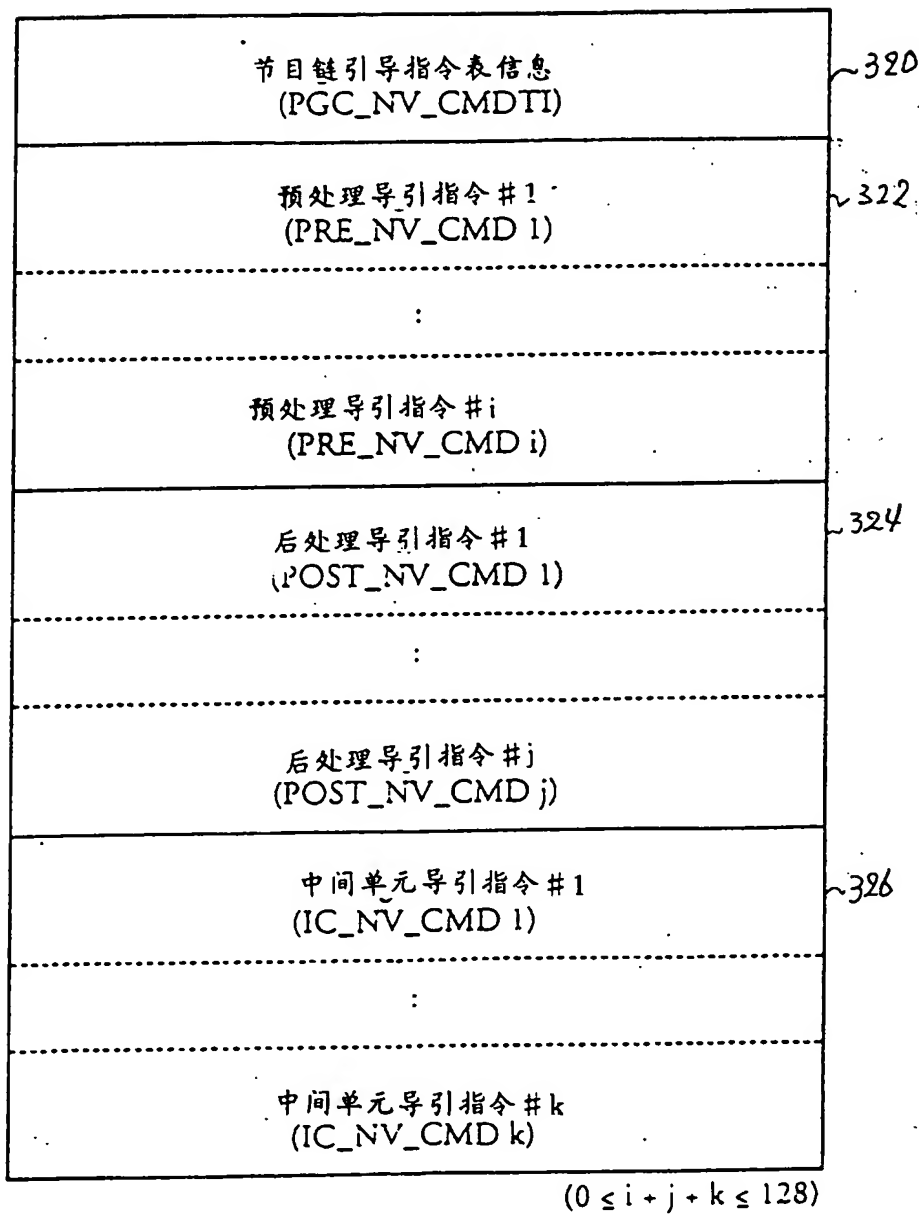 节目链引导指令表信息
(PGC_NV_CMDTI)
320
预处理导引指令#1
(PRE_NV_CMD 1)
322
:
预处理导引指令#i
(PRE_NV_CMD i)
后处理导引指令#1
(POST_NV_CMD 1)
324
:
后处理导引指令#j
(POST_NV_CMD j)
中间单元导引指令#1
(IC_NV_CMD 1)
326
:
中间单元导引指令#k
(IC_NV_CMD k)
(0 ≤ i + j + k ≤ 128)